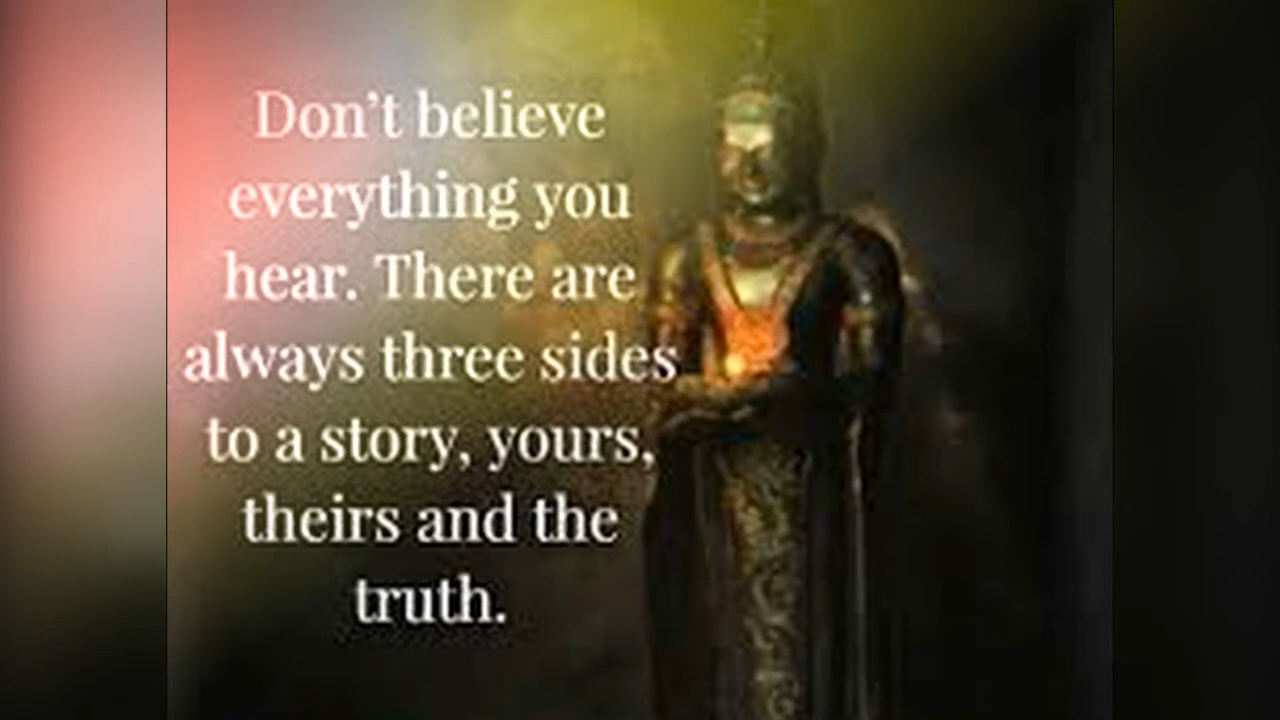 Don’t believe
everything you
hear. There are
always three sides
to a story, yours,
theirs and the
truth.